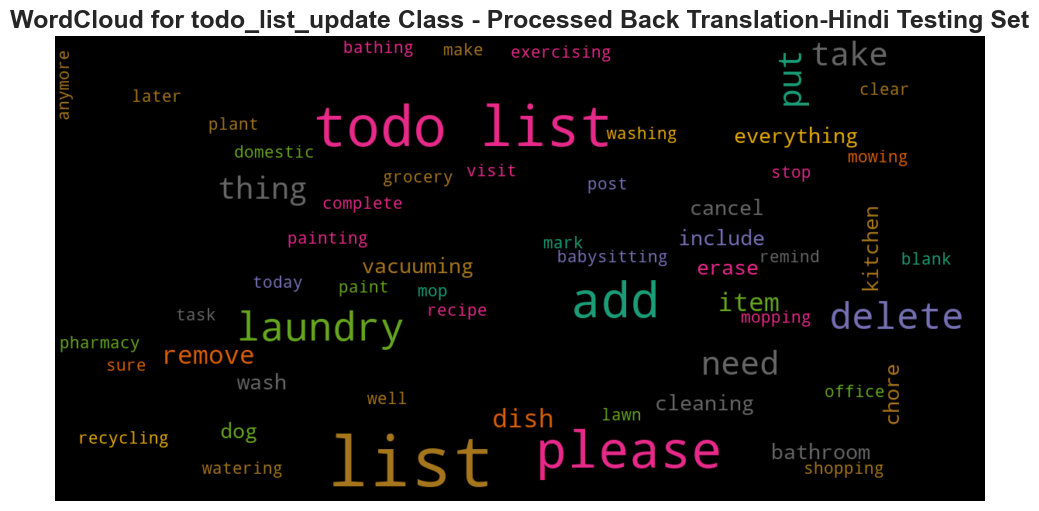 WordCloud for todo_list_update Class - Processed Back Translation-Hindi Testing Set
bathing
make
exercising
take
put
anymore
later
clear
plant
todo list
washing
everything
domestic
mowing
thing
grocery
visit
post
stop
complete
cancel
painting
mark
include
kitchen
vacuuming
babysitting
erase
remind
blank
today
paint
mop
add
item
task
laundry
recipe
mopping
delete
pharmacy
sure
remove
need
wash
well
cleaning
office
chore
dish
lawn
recycling
dog
list
please
bathroom
watering
shopping